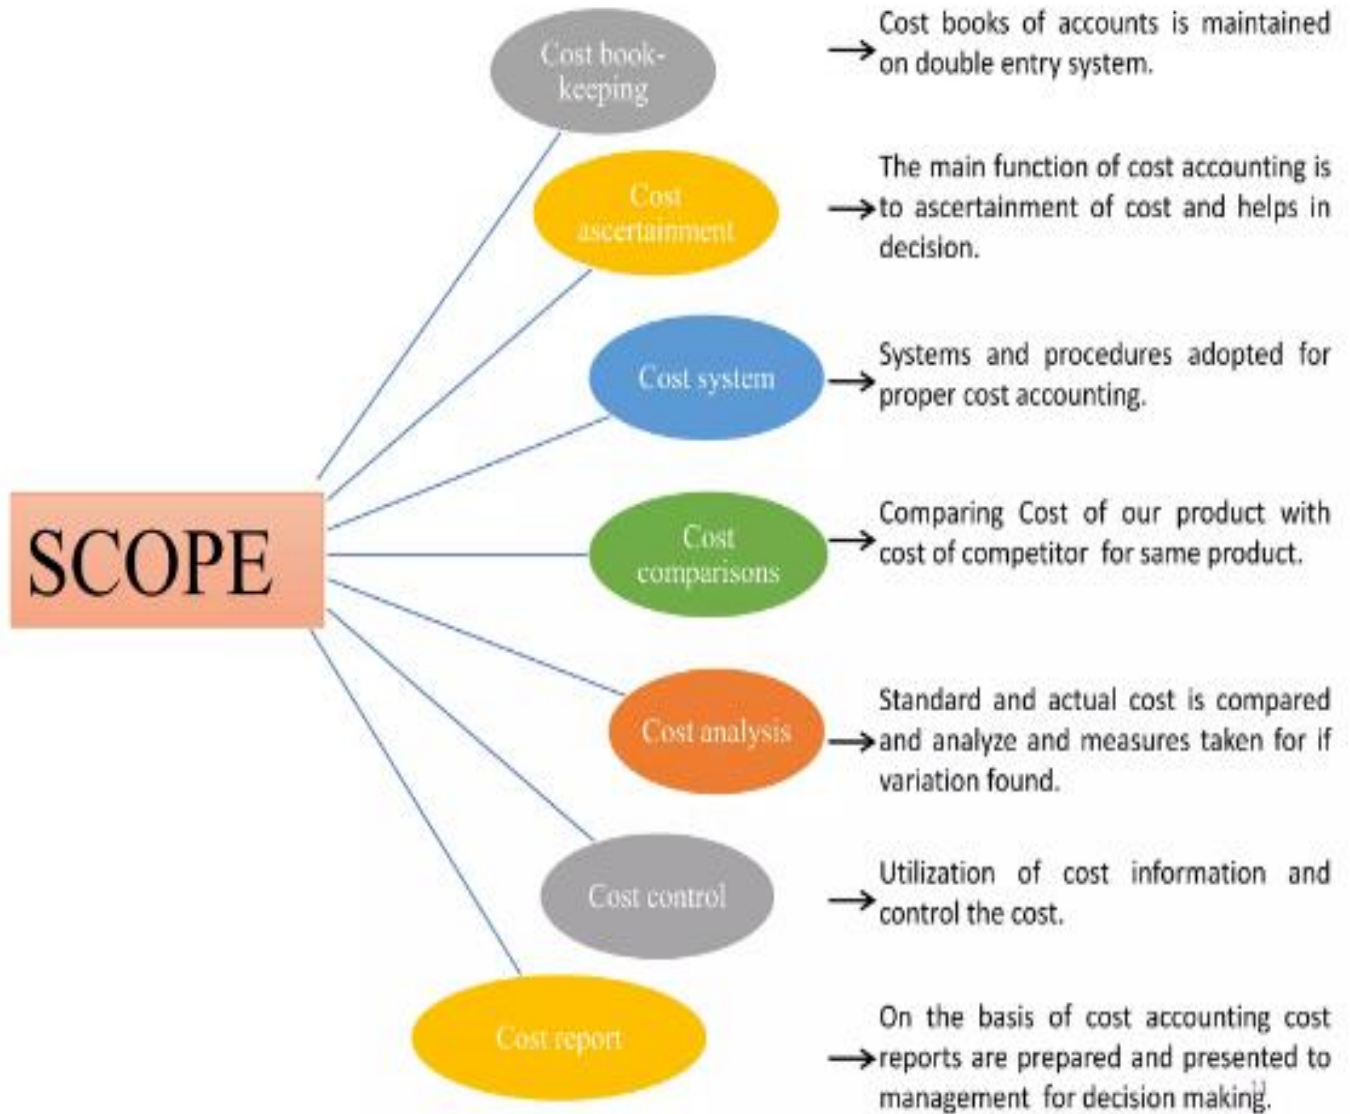 Cost book-
keeping
Cost books of accounts is maintained
on double entry system.
Cost
ascertainment
The main function of cost accounting is
to ascertainment of cost and helps in
decision.
Cost system
Systems and procedures adopted for
proper cost accounting.
SCOPE
Cost
comparisons
Comparing Cost of our product with
cost of competitor for same product.
Cost analysis
Standard and actual cost is compared
and analyze and measures taken for if
variation found.
Cost control
Utilization of cost information and
control the cost.
Cost report
On the basis of cost accounting cost
reports are prepared and presented to
management for decision making.